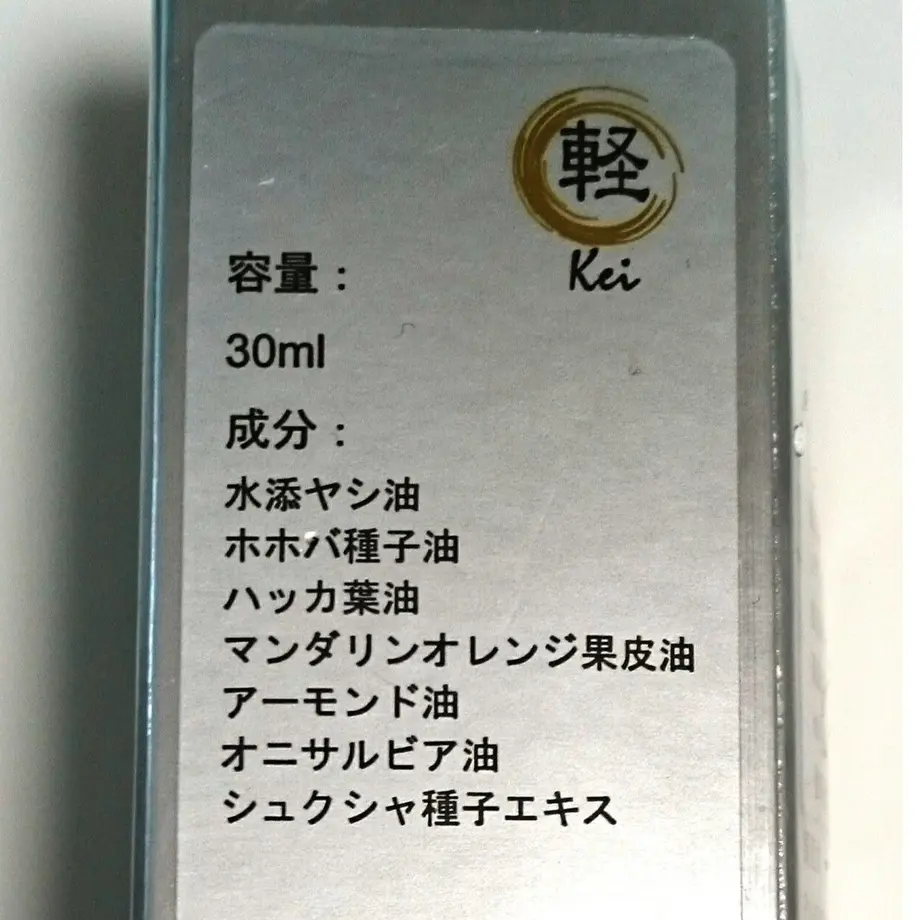 軽
Kei
容量：
30ml
成分：
水添ヤシ油
ホホバ種子油
ハッカ葉油
マンダリンオレンジ果皮油
アーモンド油
オニサルビア油
シュクシャ種子エキス